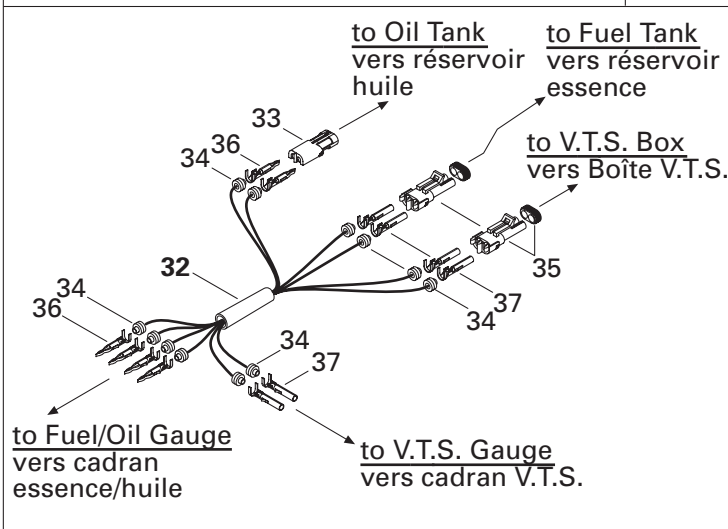 to Oil Tank
vers réservoir
huile
to Fuel Tank
vers réservoir
essence
33
36
34
to V.T.S. Box
vers Boîte V.T.S.
35
32
37
34
34
36
34
37
to Fuel/Oil Gauge
vers cadran
essence/huile
to V.T.S. Gauge
vers cadran V.T.S.